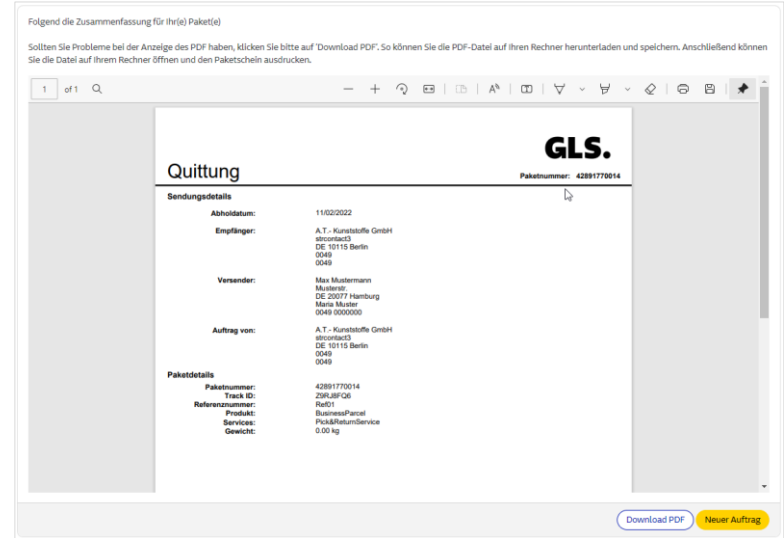 Folgend die Zusammenfassung für Ihr(e) Paket(e)
Sollten Sie Probleme bei der Anzeige des PDF haben, klicken Sie bitte auf 'Download PDF'. So können Sie die PDF-Datei auf Ihren Rechner herunterladen und speichern. Anschließend können
Sie die Datei auf Ihrem Rechner öffnen und den Paketschein ausdrucken.
1 of 1
GLS.
Quittung
Paketnummer: 42891770014
Sendungsdetails
Abholdatum: 11/02/2022
Empfänger: A.T.- Kunststoffe GmbH
strcontact3
DE 10115 Berlin
0049
0049
Versender: Max Mustermann
Musterstr.
DE 20077 Hamburg
Maria Muster
0049 0000000
Auftrag von: A.T.- Kunststoffe GmbH
strcontact3
DE 10115 Berlin
0049
0049
Paketdetails
Paketnummer: 42891770014
Track ID: Z9RJ8FQ6
Referenznummer: Ref01
Produkt: BusinessParcel
Services: Pick&ReturnService
Gewicht: 0.00 kg
Download PDF Neuer Auftrag